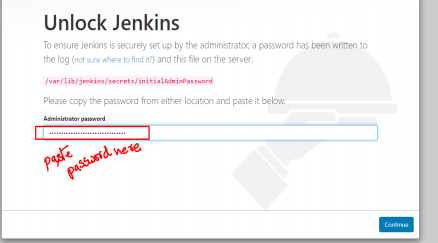 Unlock Jenkins
To ensure Jenkins is securely set up by the administrator, a password has been written to
the log (not sure where to find it?) and this file on the server:
/var/lib/jenkins/secrets/initialAdminPassword
Please copy the password from either location and paste it below.
Administrator password
paste
password here
Continue